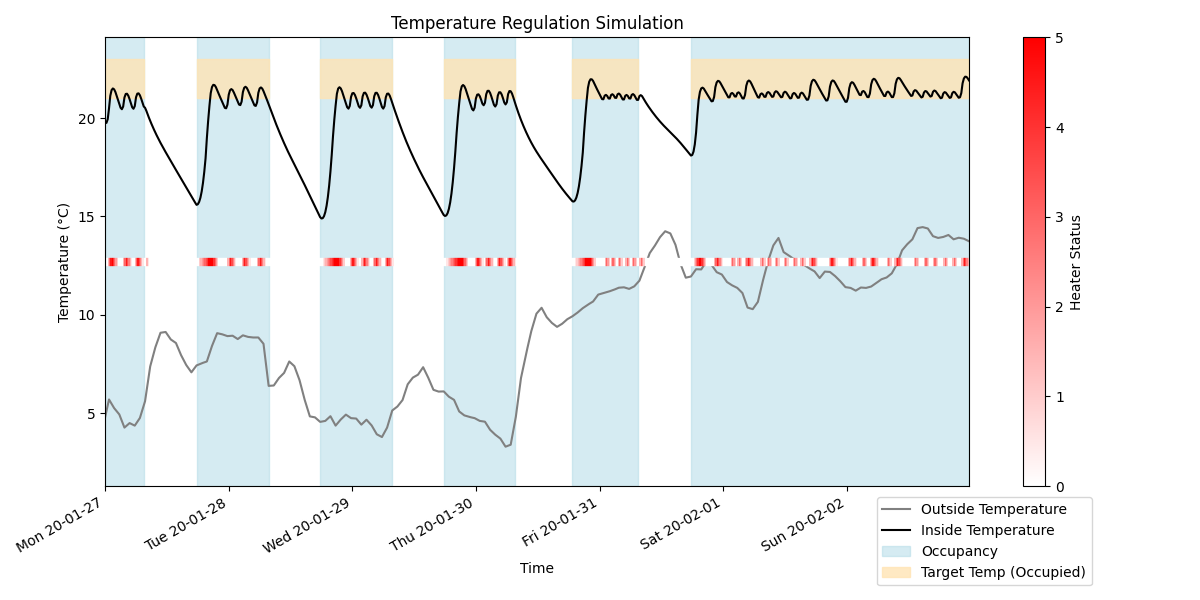 Temperature Regulation Simulation
20
15
10
5
Temperature (°C)
Mon 20-01-27
Tue 20-01-28
Wed 20-01-29
Thu 20-01-30
Fri 20-01-31
Sat 20-02-01
Sun 20-02-02
Time
5
4
3
2
1
0
Heater Status
Outside Temperature
Inside Temperature
Occupancy
Target Temp (Occupied)